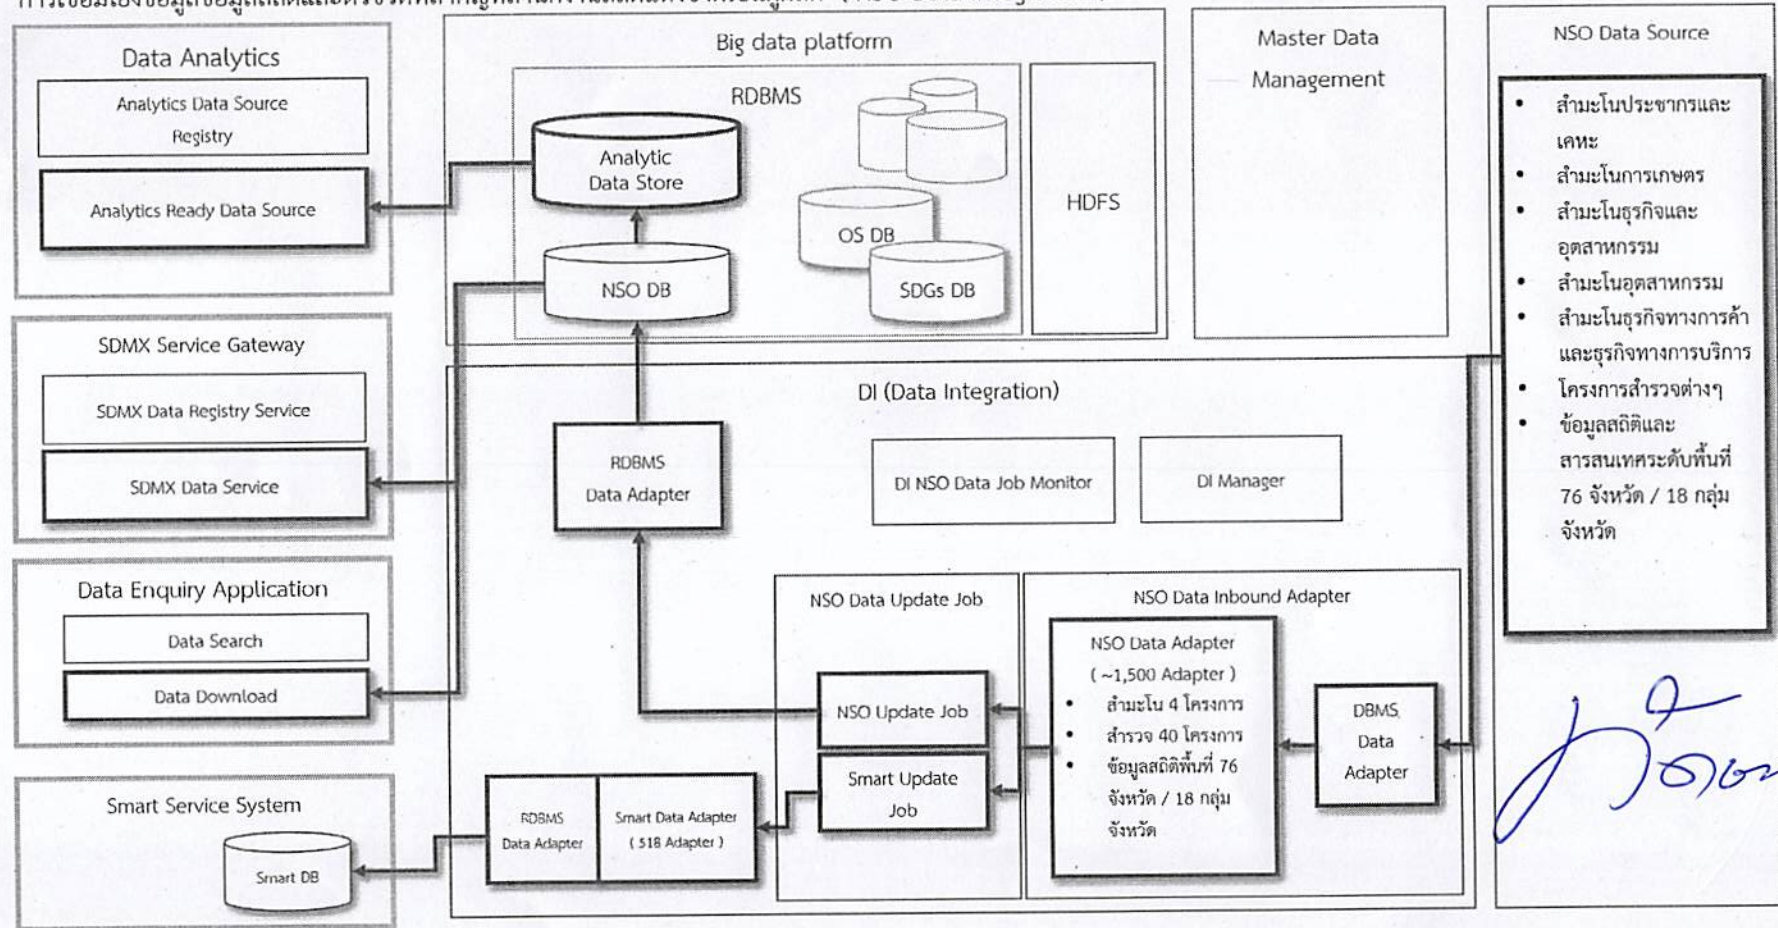 Data Analytics
Analytics Data Source
Registry
Analytics Ready Data Source
SDMX Service Gateway
SDMX Data Registry Service
SDMX Data Service
Data Enquiry Application
Data Search
Data Download
Smart Service System
Smart DB
Big data platform
RDBMS
Analytic
Data Store
NSO DB
OS DB
SDGs DB
HDFS
Master Data
Management
DI (Data Integration)
RDBMS
Data Adapter
DI NSO Data Job Monitor
DI Manager
NSO Data Update Job
NSO Update Job
Smart Update
Job
RDBMS
Data Adapter
Smart Data Adapter
( 518 Adapter )
NSO Data Inbound Adapter
NSO Data Adapter
( ~1,500 Adapter )
• สำมะโน 4 โครงการ
• สำรวจ 40 โครงการ
• ข้อมูลสถิติพื้นที่ 76
จังหวัด / 18 กลุ่ม
จังหวัด
DBMS
Data
Adapter
NSO Data Source
• สำมะโนประชากรและ
เคหะ
• สำมะโนการเกษตร
• สำมะโนธุรกิจและ
อุตสาหกรรม
• สำมะโนอุตสาหกรรม
• สำมะโนธุรกิจทางการค้า
และธุรกิจทางการบริการ
• โครงการสำรวจต่างๆ
• ข้อมูลสถิติและ
สารสนเทศระดับพื้นที่
76 จังหวัด / 18 กลุ่ม
จังหวัด